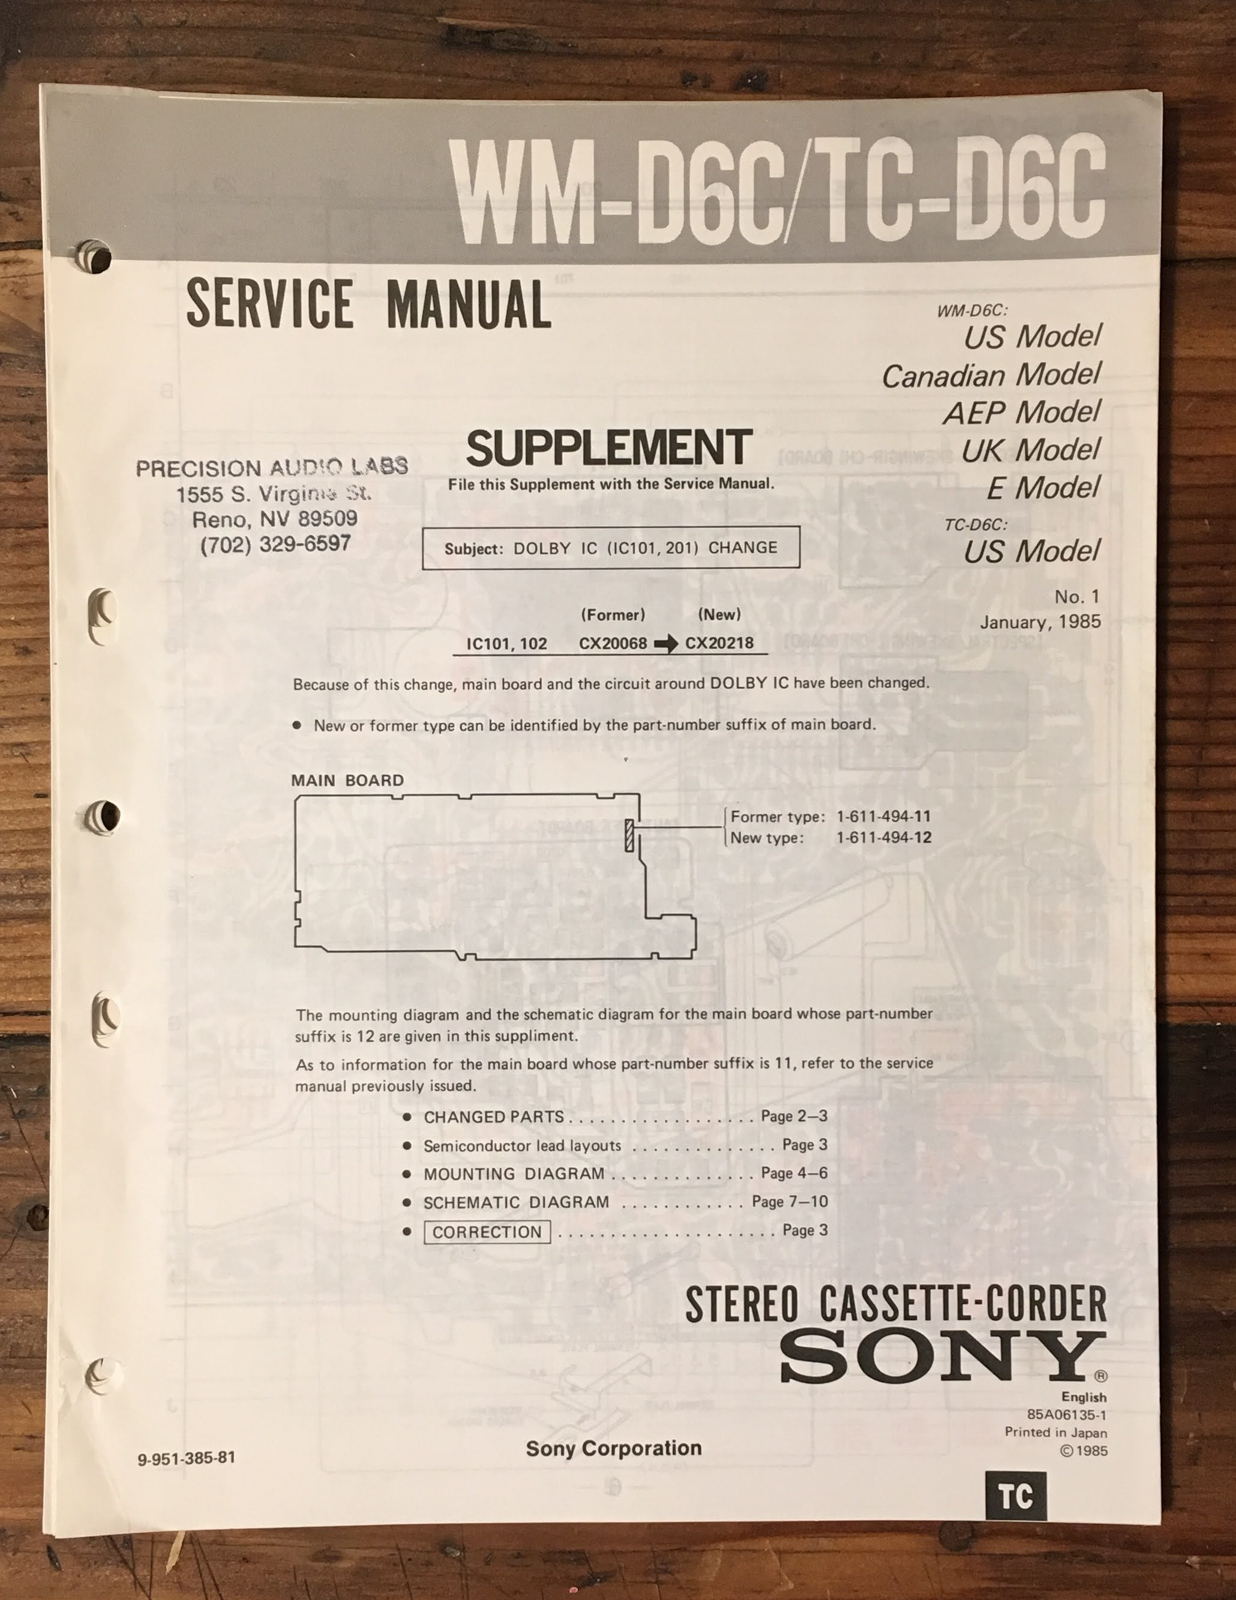 WM-D6C/TC-D6C
SERVICE MANUAL
WM-D6C:
US Model
Canadian Model
AEP Model
UK Model
E Model
TC-D6C:
US Model
No. 1
January, 1985
PRECISION AUDIO LABS
1555 S. Virginia St.
Reno, NV 89509
(702) 329-6597
SUPPLEMENT
File this Supplement with the Service Manual.
Subject: DOLBY IC (IC101, 201) CHANGE
(Former) (New)
IC101, 102 CX20068 ➡ CX20218
Because of this change, main board and the circuit around DOLBY IC have been changed.
● New or former type can be identified by the part-number suffix of main board.
MAIN BOARD
Former type: 1-611-494-11
New type: 1-611-494-12
The mounting diagram and the schematic diagram for the main board whose part-number
suffix is 12 are given in this suppliment.
As to information for the main board whose part-number suffix is 11, refer to the service
manual previously issued.
● CHANGED PARTS . . . . . . . . . . . . . . . . . . . Page 2–3
● Semiconductor lead layouts . . . . . . . . . . . . . . Page 3
● MOUNTING DIAGRAM . . . . . . . . . . . . . . Page 4–6
● SCHEMATIC DIAGRAM . . . . . . . . . . . . Page 7–10
● CORRECTION . . . . . . . . . . . . . . . . . . . . . . Page 3
STEREO CASSETTE-CORDER
SONY®
English
85A06135-1
Printed in Japan
© 1985
9-951-385-81
Sony Corporation
TC